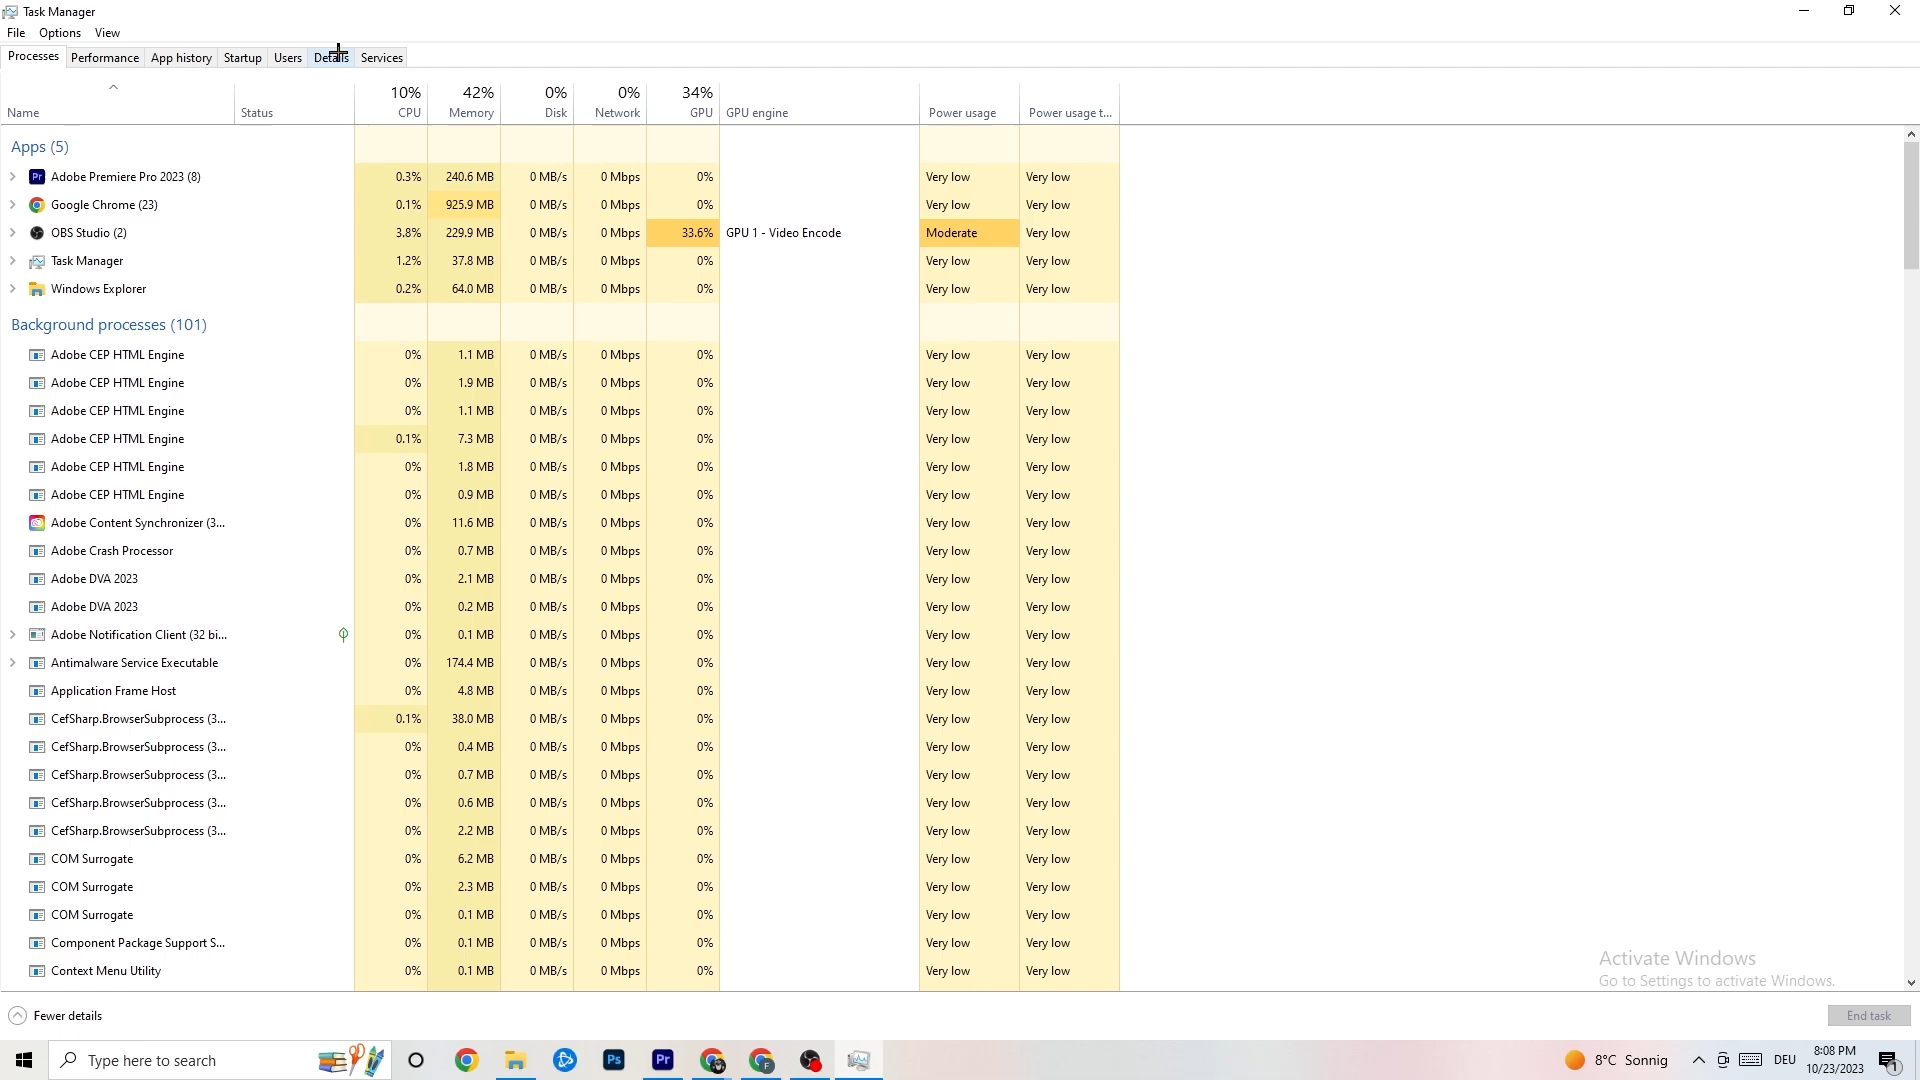 Task Manager
File Options View
Processes Performance App history Startup Users Details Services
10% 42% 0% 0% 34%
Name Status CPU Memory Disk Network GPU GPU engine Power usage Power usage t...
Apps (5)
Adobe Premiere Pro 2023 (8) 0.3% 240.6 MB 0 MB/s 0 Mbps 0% Very low Very low
Google Chrome (23) 0.1% 925.9 MB 0 MB/s 0 Mbps 0% Very low Very low
OBS Studio (2) 3.8% 229.9 MB 0 MB/s 0 Mbps 33.6% GPU 1 - Video Encode Moderate Very low
Task Manager 1.2% 37.8 MB 0 MB/s 0 Mbps 0% Very low Very low
Windows Explorer 0.2% 64.0 MB 0 MB/s 0 Mbps 0% Very low Very low
Background processes (101)
Adobe CEP HTML Engine 0% 1.1 MB 0 MB/s 0 Mbps 0% Very low Very low
Adobe CEP HTML Engine 0% 1.9 MB 0 MB/s 0 Mbps 0% Very low Very low
Adobe CEP HTML Engine 0% 1.1 MB 0 MB/s 0 Mbps 0% Very low Very low
Adobe CEP HTML Engine 0.1% 7.3 MB 0 MB/s 0 Mbps 0% Very low Very low
Adobe CEP HTML Engine 0% 1.8 MB 0 MB/s 0 Mbps 0% Very low Very low
Adobe CEP HTML Engine 0% 0.9 MB 0 MB/s 0 Mbps 0% Very low Very low
Adobe Content Synchronizer (3... 0% 11.6 MB 0 MB/s 0 Mbps 0% Very low Very low
Adobe Crash Processor 0% 0.7 MB 0 MB/s 0 Mbps 0% Very low Very low
Adobe DVA 2023 0% 2.1 MB 0 MB/s 0 Mbps 0% Very low Very low
Adobe DVA 2023 0% 0.2 MB 0 MB/s 0 Mbps 0% Very low Very low
Adobe Notification Client (32 bi... 0% 0.1 MB 0 MB/s 0 Mbps 0% Very low Very low
Antimalware Service Executable 0% 174.4 MB 0 MB/s 0 Mbps 0% Very low Very low
Application Frame Host 0% 4.8 MB 0 MB/s 0 Mbps 0% Very low Very low
CefSharp.BrowserSubprocess (3... 0.1% 38.0 MB 0 MB/s 0 Mbps 0% Very low Very low
CefSharp.BrowserSubprocess (3... 0% 0.4 MB 0 MB/s 0 Mbps 0% Very low Very low
CefSharp.BrowserSubprocess (3... 0% 0.7 MB 0 MB/s 0 Mbps 0% Very low Very low
CefSharp.BrowserSubprocess (3... 0% 0.6 MB 0 MB/s 0 Mbps 0% Very low Very low
CefSharp.BrowserSubprocess (3... 0% 2.2 MB 0 MB/s 0 Mbps 0% Very low Very low
COM Surrogate 0% 6.2 MB 0 MB/s 0 Mbps 0% Very low Very low
COM Surrogate 0% 2.3 MB 0 MB/s 0 Mbps 0% Very low Very low
COM Surrogate 0% 0.1 MB 0 MB/s 0 Mbps 0% Very low Very low
Component Package Support S... 0% 0.1 MB 0 MB/s 0 Mbps 0% Very low Very low
Context Menu Utility 0% 0.1 MB 0 MB/s 0 Mbps 0% Very low Very low
Activate Windows
Go to Settings to activate Windows.
Fewer details End task
Type here to search Ps Pr F 8°C Sonnig DEU 8:08 PM 1
10/23/2023